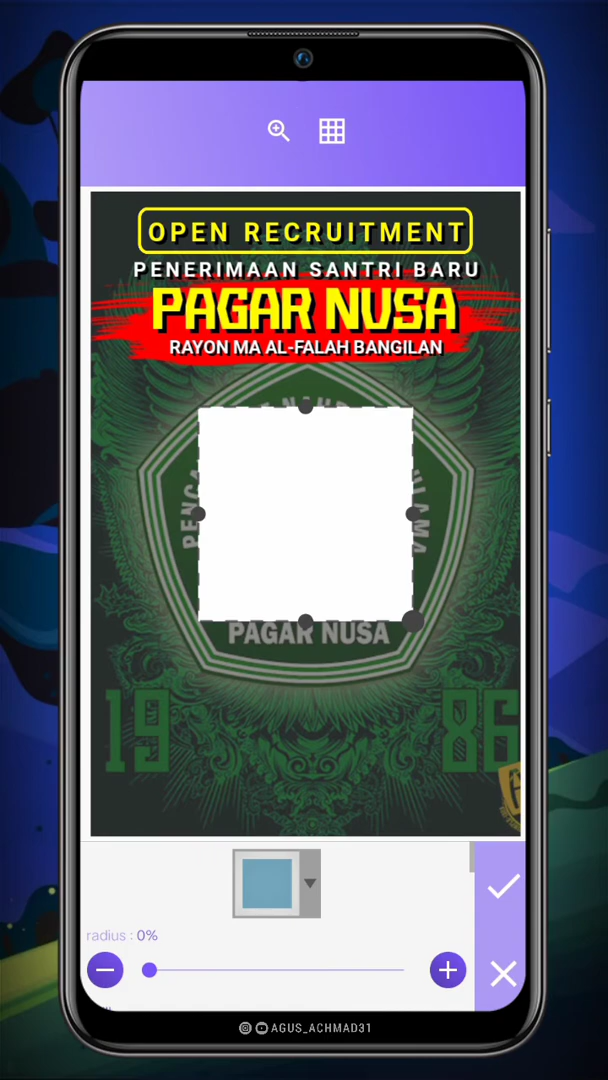 OPEN RECRUITMENT
PENERIMAAN SANTRI BARU
PAGAR NUSA
RAYON MA AL-FALAH BANGILAN
PAGAR NUSA
19 86
radius : 0%
AGUS_ACHMAD31